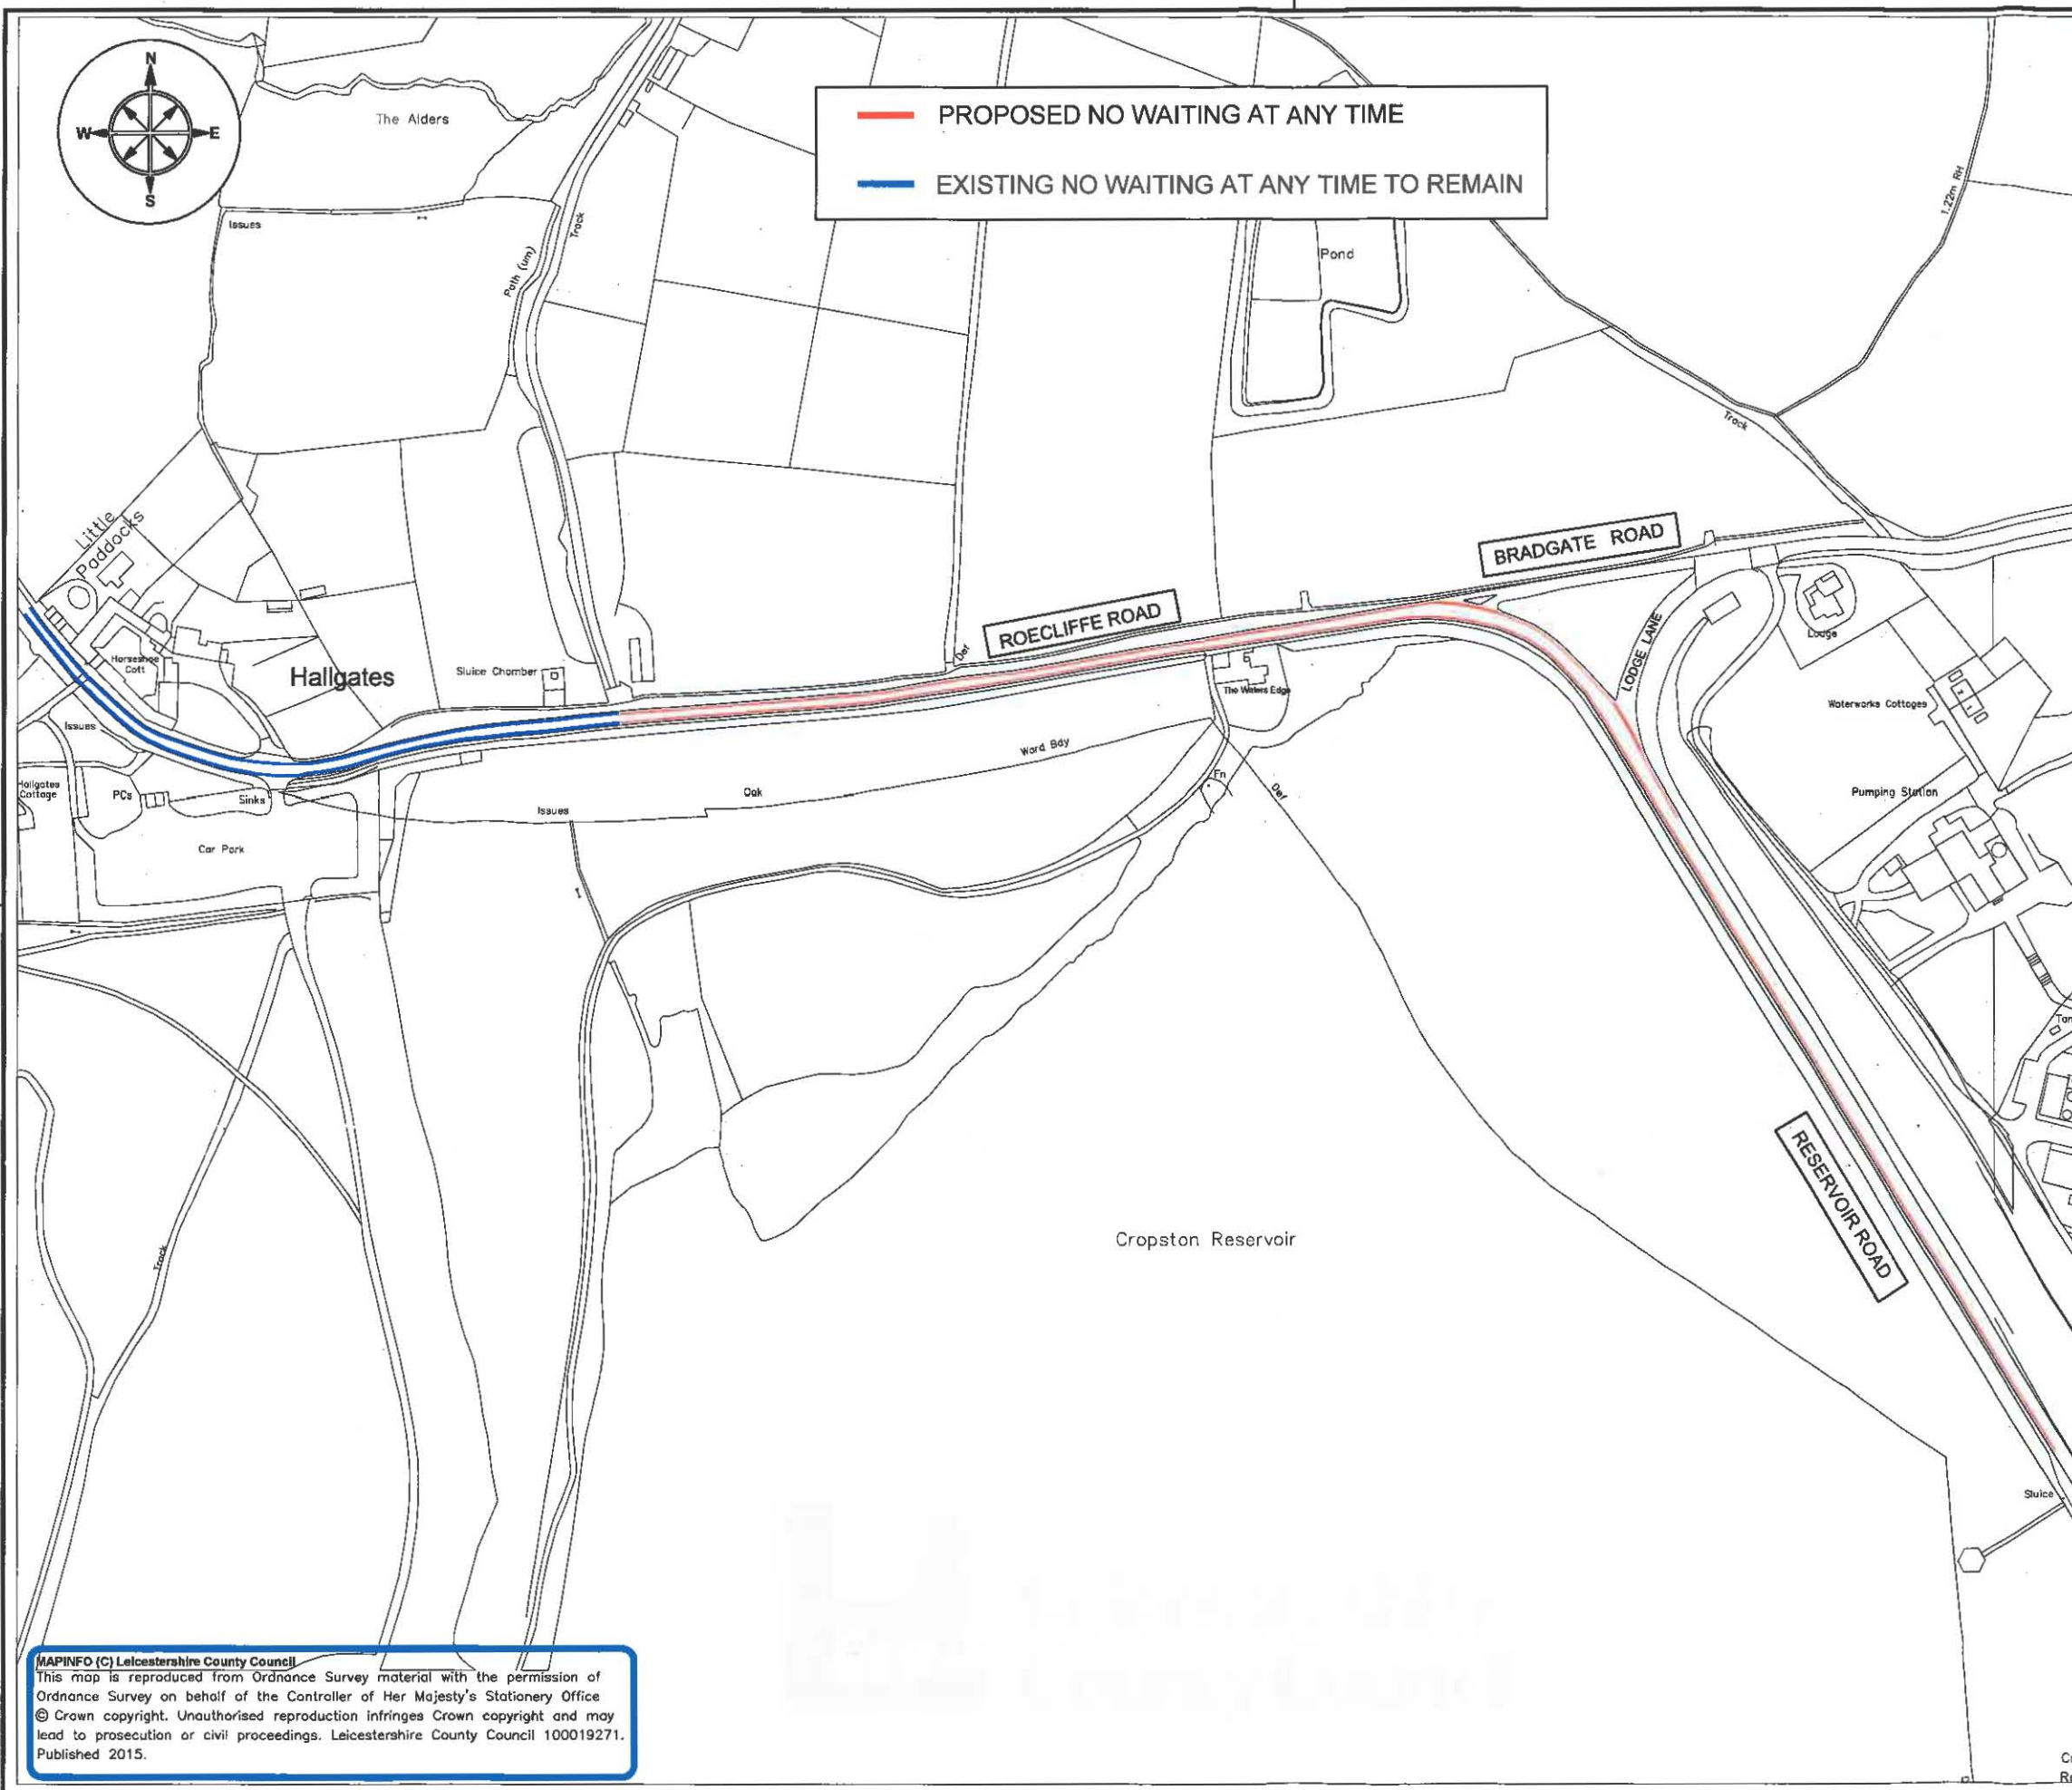 N
W
E
S
The Alders
PROPOSED NO WAITING AT ANY TIME
EXISTING NO WAITING AT ANY TIME TO REMAIN
1.22m RH
Issues
Track
Path (um)
Pond
Track
Little
Paddocks
BRADGATE ROAD
ROECLIFFE ROAD
Def
LODGE LANE
Lodge
Horseshoe
Cott
Hallgates
Sluice Chamber
The Waters Edge
Waterworks Cottages
Issues
Ward Bdy
Hallgates
Cottage
PCs
Sinks
Oak
Issues
Fn
Def
Pumping Station
Car Park
RESERVOIR ROAD
Cropston Reservoir
Track
Sluice
MAPINFO (C) Leicestershire County Council
This map is reproduced from Ordnance Survey material with the permission of
Ordnance Survey on behalf of the Controller of Her Majesty's Stationery Office
© Crown copyright. Unauthorised reproduction infringes Crown copyright and may
lead to prosecution or civil proceedings. Leicestershire County Council 100019271.
Published 2015.